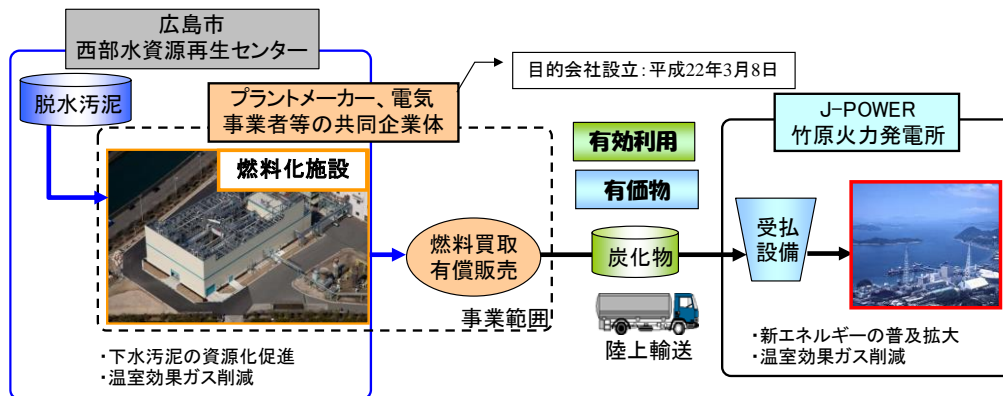 広島市
西部水資源再生センター
目的会社設立：平成22年3月8日
脱水汚泥
プラントメーカー、電気
事業者等の共同企業体
J-POWER
竹原火力発電所
燃料化施設
有効利用
有価物
燃料買取
有償販売
炭化物
受払
設備
事業範囲
陸上輸送
・下水汚泥の資源化促進
・温室効果ガス削減
・新エネルギーの普及拡大
・温室効果ガス削減